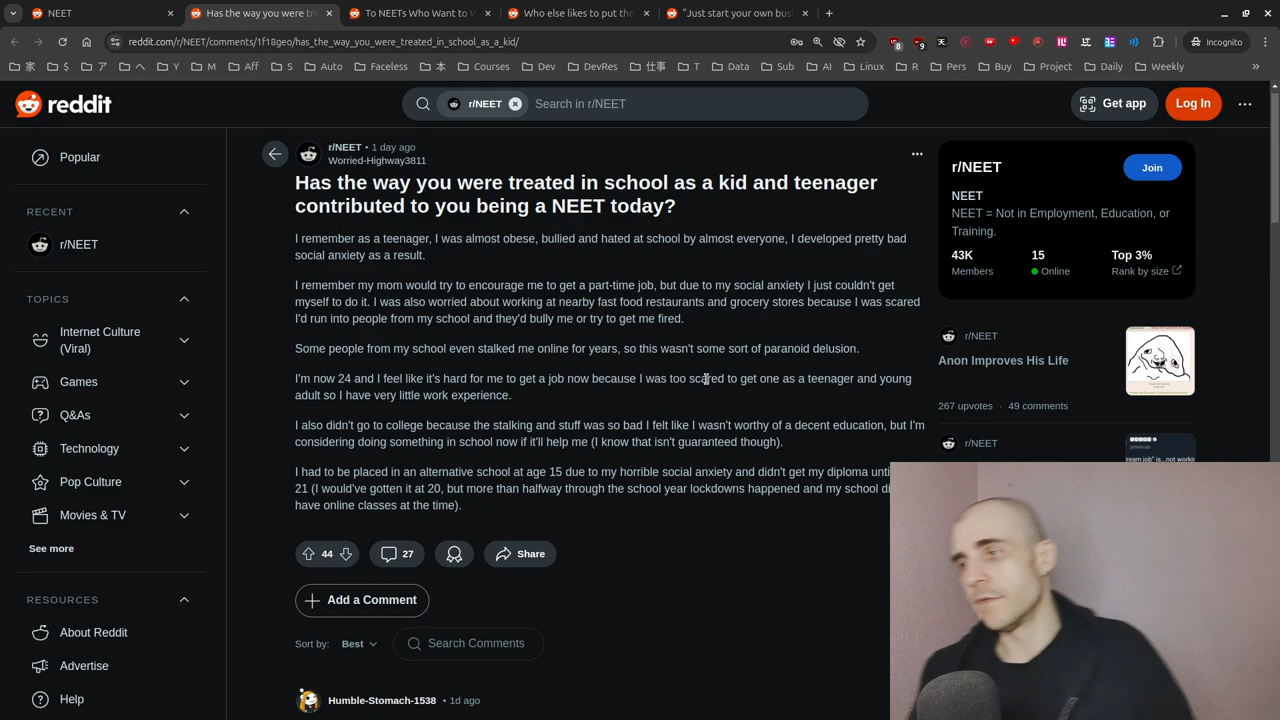 NEET
Has the way you were tre
To NEETs Who Want to
Who else likes to put the
"Just start your own bus
reddit.com/r/NEET/comments/1f18geo/has_the_way_you_were_treated_in_school_as_a_kid/
8
9
Incognito
家
$
ア
へ
Y
M
Aff
S
Auto
Faceless
本
Courses
Dev
DevRes
仕事
T
Data
Sub
AI
Linux
R
Pers
Buy
Project
Daily
Weekly
reddit
r/NEET
Search in r/NEET
Get app
Log In
Popular
RECENT
r/NEET
TOPICS
Internet Culture
(Viral)
Games
Q&As
Technology
Pop Culture
Movies & TV
See more
RESOURCES
About Reddit
Advertise
Help
r/NEET • 1 day ago
Worried-Highway3811
Has the way you were treated in school as a kid and teenager
contributed to you being a NEET today?
I remember as a teenager, I was almost obese, bullied and hated at school by almost everyone, I developed pretty bad
social anxiety as a result.
I remember my mom would try to encourage me to get a part-time job, but due to my social anxiety I just couldn't get
myself to do it. I was also worried about working at nearby fast food restaurants and grocery stores because I was scared
I'd run into people from my school and they'd bully me or try to get me fired.
Some people from my school even stalked me online for years, so this wasn't some sort of paranoid delusion.
I'm now 24 and I feel like it's hard for me to get a job now because I was too scared to get one as a teenager and young
adult so I have very little work experience.
I also didn't go to college because the stalking and stuff was so bad I felt like I wasn't worthy of a decent education, but I'm
considering doing something in school now if it'll help me (I know that isn't guaranteed though).
I had to be placed in an alternative school at age 15 due to my horrible social anxiety and didn't get my diploma unti
21 (I would've gotten it at 20, but more than halfway through the school year lockdowns happened and my school di
have online classes at the time).
44
27
Share
Add a Comment
Sort by:
Best
Search Comments
Humble-Stomach-1538 • 1d ago
r/NEET
Join
NEET
NEET = Not in Employment, Education, or
Training.
43K
15
Top 3%
Members
Online
Rank by size
r/NEET
Anon Improves His Life
267 upvotes • 49 comments
r/NEET